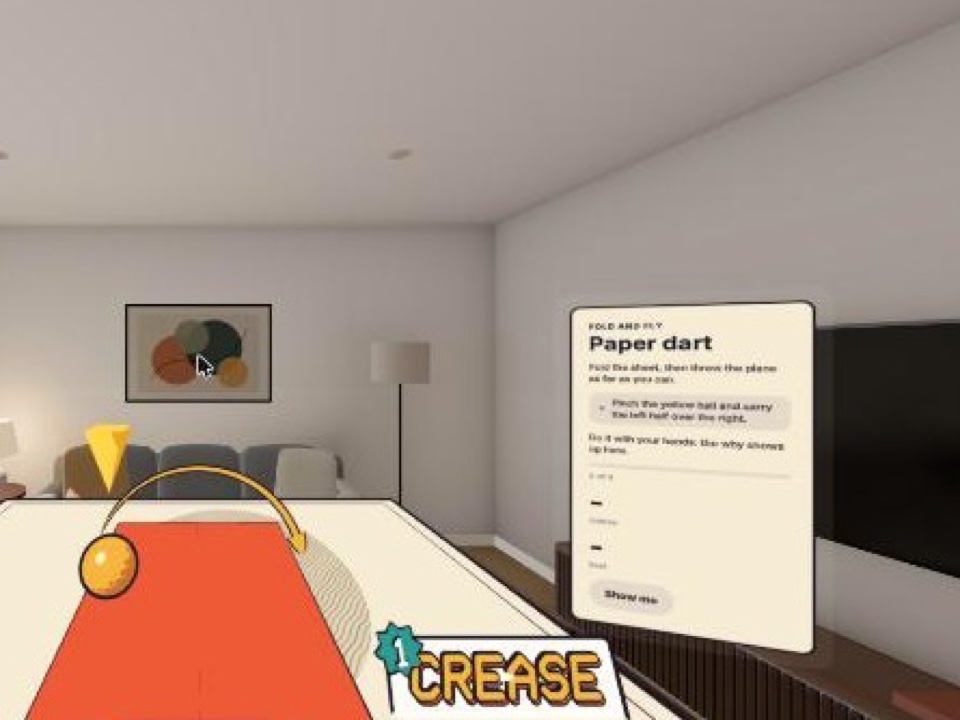 FOLD AND FLY
Paper dart
Fold the sheet, then throw the plane
as far as you can.
Pinch the yellow ball and carry
the left half over the right.
Do it with your hands: the why shows
up here.
Show me
1
CREASE